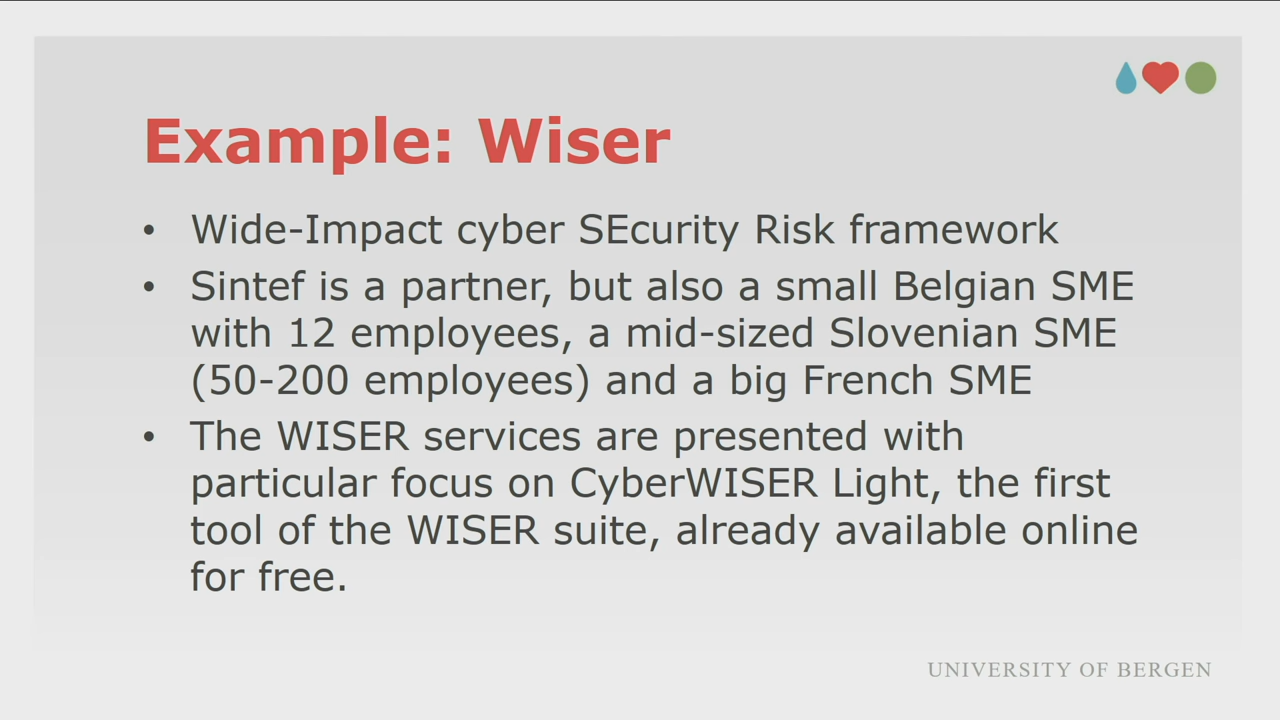 Example: Wiser
• Wide-Impact cyber SEcurity Risk framework
• Sintef is a partner, but also a small Belgian SME
with 12 employees, a mid-sized Slovenian SME
(50-200 employees) and a big French SME
• The WISER services are presented with
particular focus on CyberWISER Light, the first
tool of the WISER suite, already available online
for free.
UNIVERSITY OF BERGEN